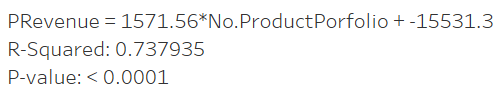 PRevenue = 1571.56*No.ProductPorfolio + -15531.3
R-Squared: 0.737935
P-value: < 0.0001